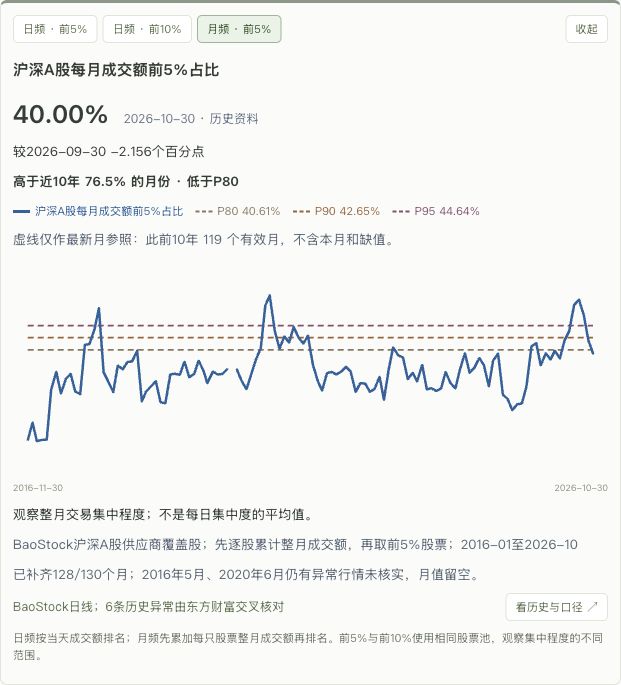 日频 · 前5%
日频 · 前10%
月频 · 前5%
收起
沪深A股每月成交额前5%占比
40.00% 2026-10-30 · 历史资料
较2026-09-30 -2.156个百分点
高于近10年 76.5% 的月份 · 低于P80
沪深A股每月成交额前5%占比 P80 40.61% P90 42.65% P95 44.64%
虚线仅作最新月参照：此前10年 119 个有效月，不含本月和缺值。
2016-11-30
2026-10-30
观察整月交易集中程度；不是每日集中度的平均值。
BaoStock沪深A股供应商覆盖股；先逐股累计整月成交额，再取前5%股票；2016-01至2026-10
已补齐128/130个月；2016年5月、2020年6月仍有异常行情未核实，月值留空。
BaoStock日线；6条历史异常由东方财富交叉核对
看历史与口径 ↗
日频按当天成交额排名；月频先累加每只股票整月成交额再排名。前5%与前10%使用相同股票池，观察集中程度的不同
范围。